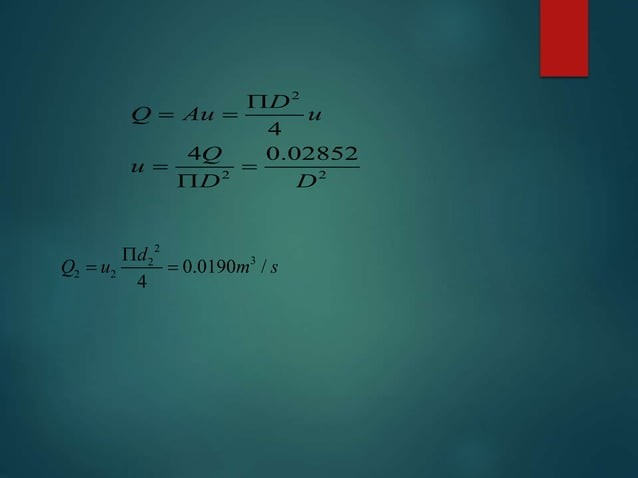 Q = Au = ΠD²/4 u
u = 4Q/ΠD² = 0.02852/D²
Q₂ = u₂ Πd₂²/4 = 0.0190m³/s